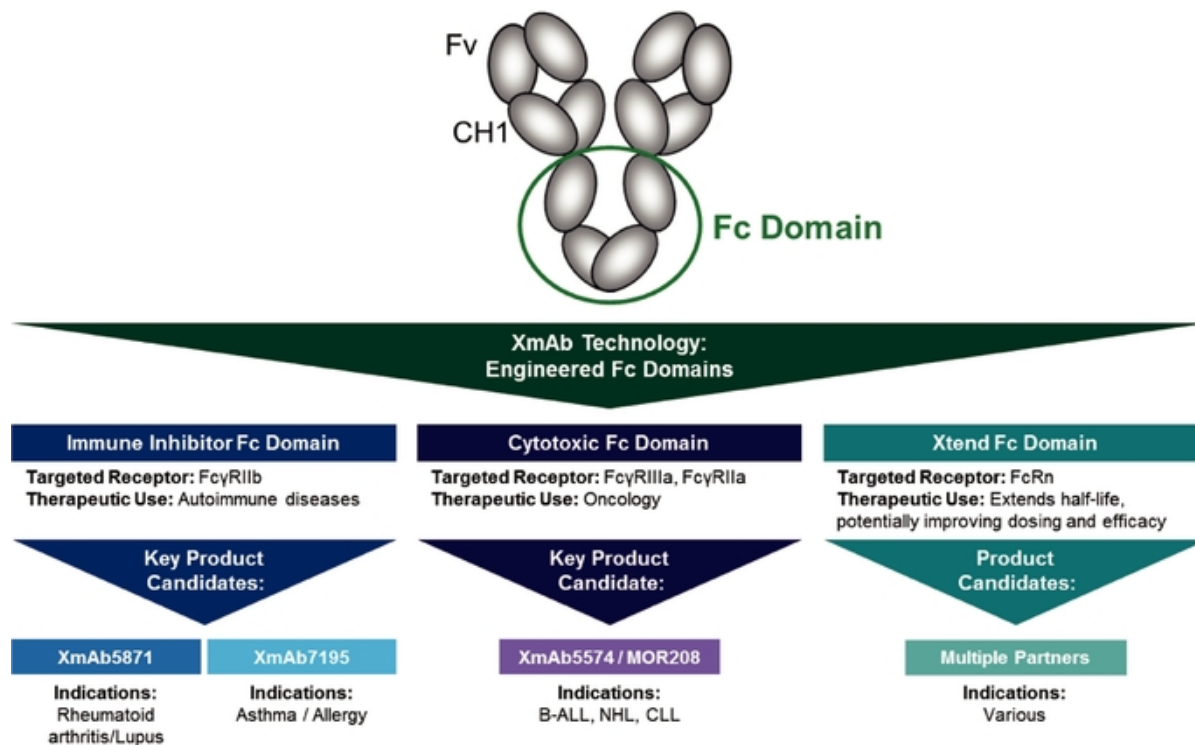 Fv
CH1
Fc Domain
XmAb Technology:
Engineered Fc Domains
Immune Inhibitor Fc Domain
Targeted Receptor: FcγRIIb
Therapeutic Use: Autoimmune diseases
Key Product
Candidates:
XmAb5871
Indications:
Rheumatoid
arthritis/Lupus
XmAb7195
Indications:
Asthma / Allergy
Cytotoxic Fc Domain
Targeted Receptor: FcγRIIIa, FcγRIIa
Therapeutic Use: Oncology
Key Product
Candidate:
XmAb5574 / MOR208
Indications:
B-ALL, NHL, CLL
Xtend Fc Domain
Targeted Receptor: FcRn
Therapeutic Use: Extends half-life,
potentially improving dosing and efficacy
Product
Candidates:
Multiple Partners
Indications:
Various